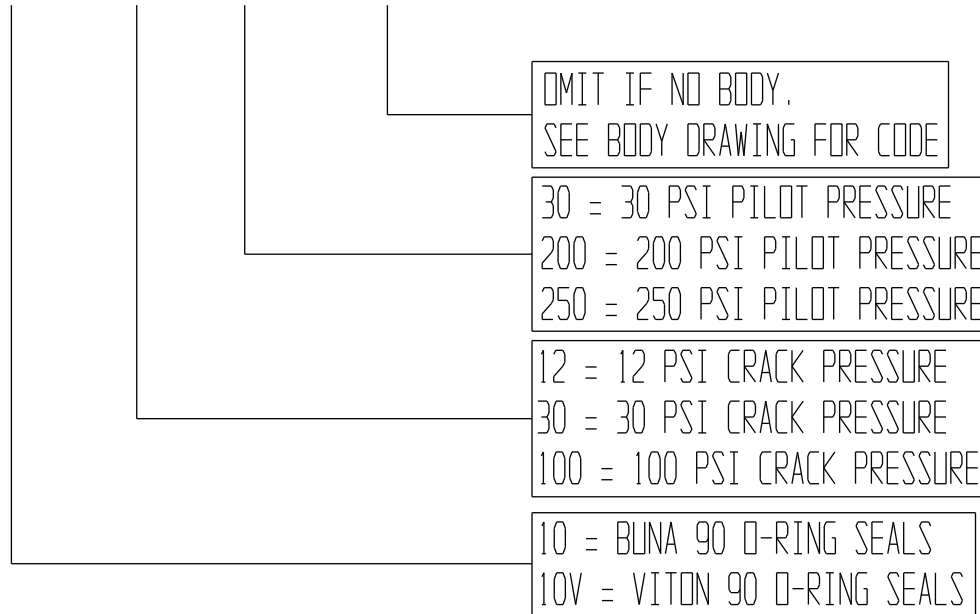 OMIT IF NO BODY.
SEE BODY DRAWING FOR CODE
30 = 30 PSI PILOT PRESSURE
200 = 200 PSI PILOT PRESSURE
250 = 250 PSI PILOT PRESSURE
12 = 12 PSI CRACK PRESSURE
30 = 30 PSI CRACK PRESSURE
100 = 100 PSI CRACK PRESSURE
10 = BUNA 90 O-RING SEALS
10V = VITON 90 O-RING SEALS